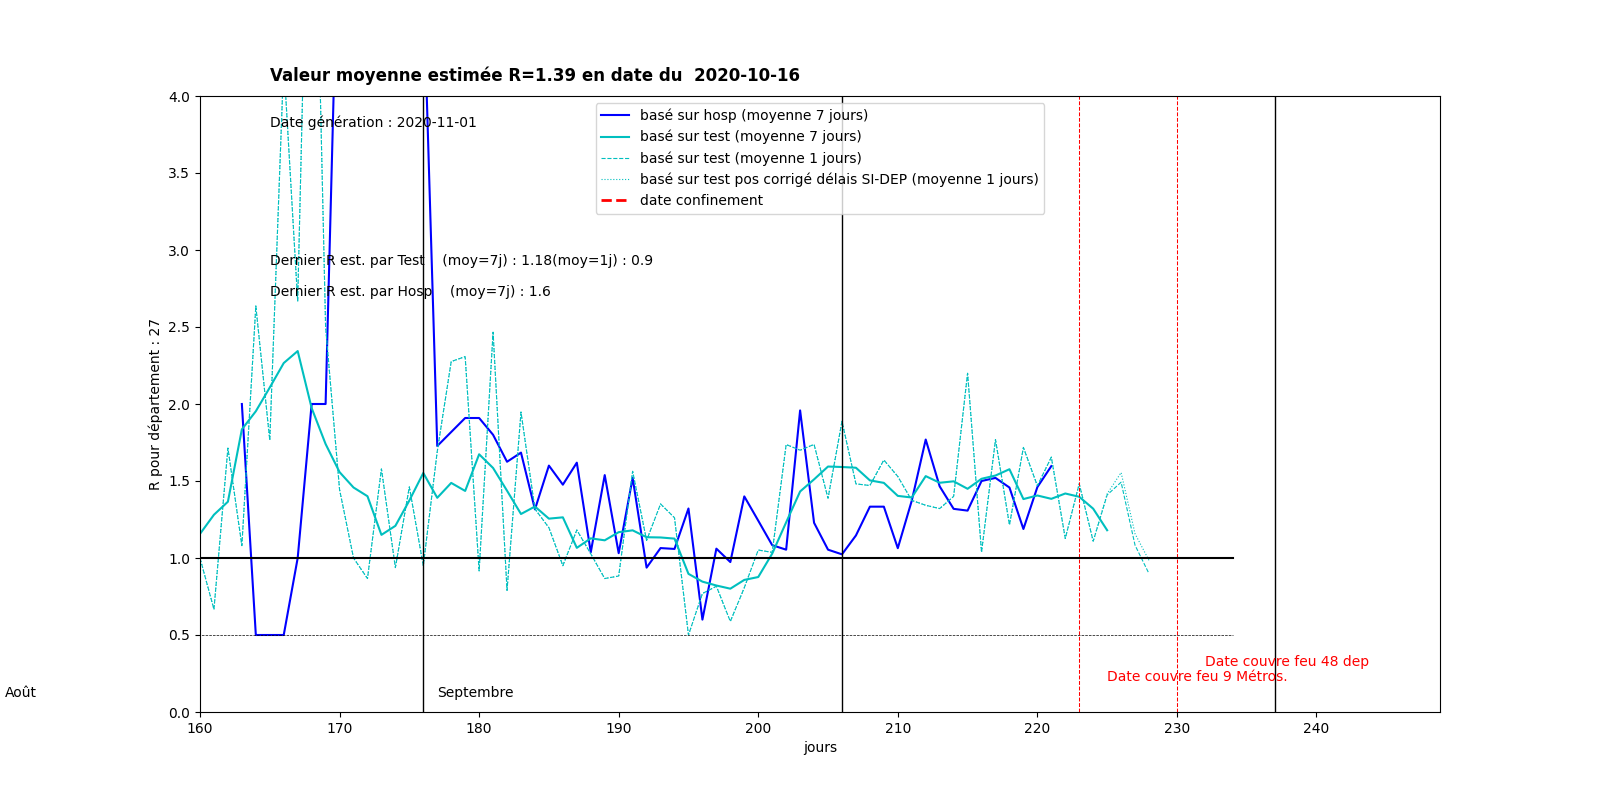 Valeur moyenne estimée R=1.39 en date du  2020-10-16
Date génération : 2020-11-01
basé sur hosp (moyenne 7 jours)
basé sur test (moyenne 7 jours)
basé sur test (moyenne 1 jours)
basé sur test pos corrigé délais SI-DEP (moyenne 1 jours)
date confinement
Dernier R est. par Test    (moy=7j) : 1.18(moy=1j) : 0.9
Dernier R est. par Hosp    (moy=7j) : 1.6
R pour département : 27
4.0
3.5
3.0
2.5
2.0
1.5
1.0
0.5
0.0
Date couvre feu 48 dep
Date couvre feu 9 Métros.
Août
Septembre
160 170 180 190 200 210 220 230 240
jours